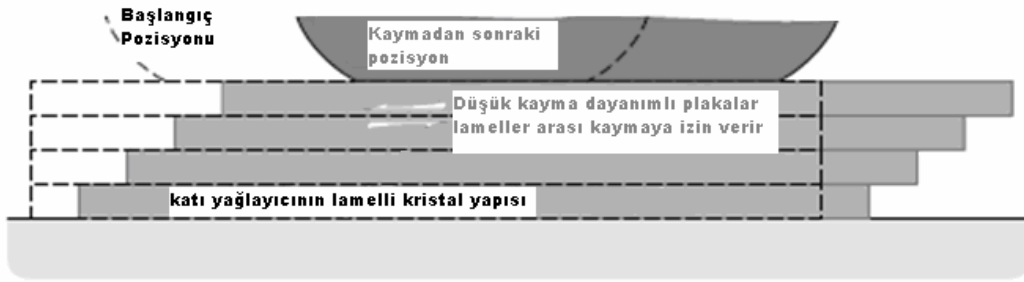 Başlangıç
Pozisyonu
Kaymadan sonraki
pozisyon
Düşük kayma dayanımlı plakalar
lameller arası kaymaya izin verir
katı yağlayıcının lamelli kristal yapısı